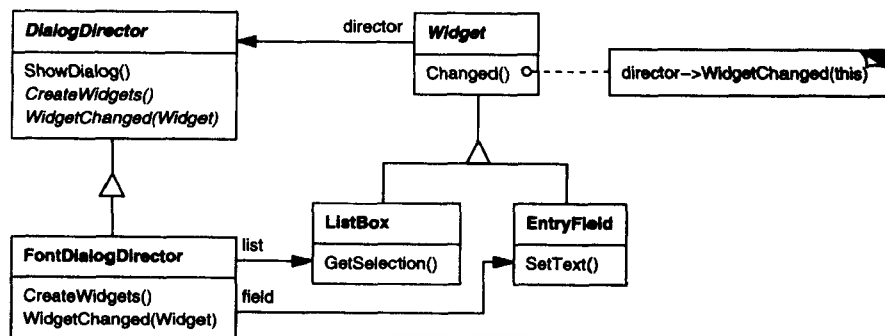 DialogDirector
ShowDialog()
CreateWidgets()
WidgetChanged(Widget)
director
Widget
Changed()
director->WidgetChanged(this)
ListBox
GetSelection()
EntryField
SetText()
FontDialogDirector
CreateWidgets()
WidgetChanged(Widget)
list
field